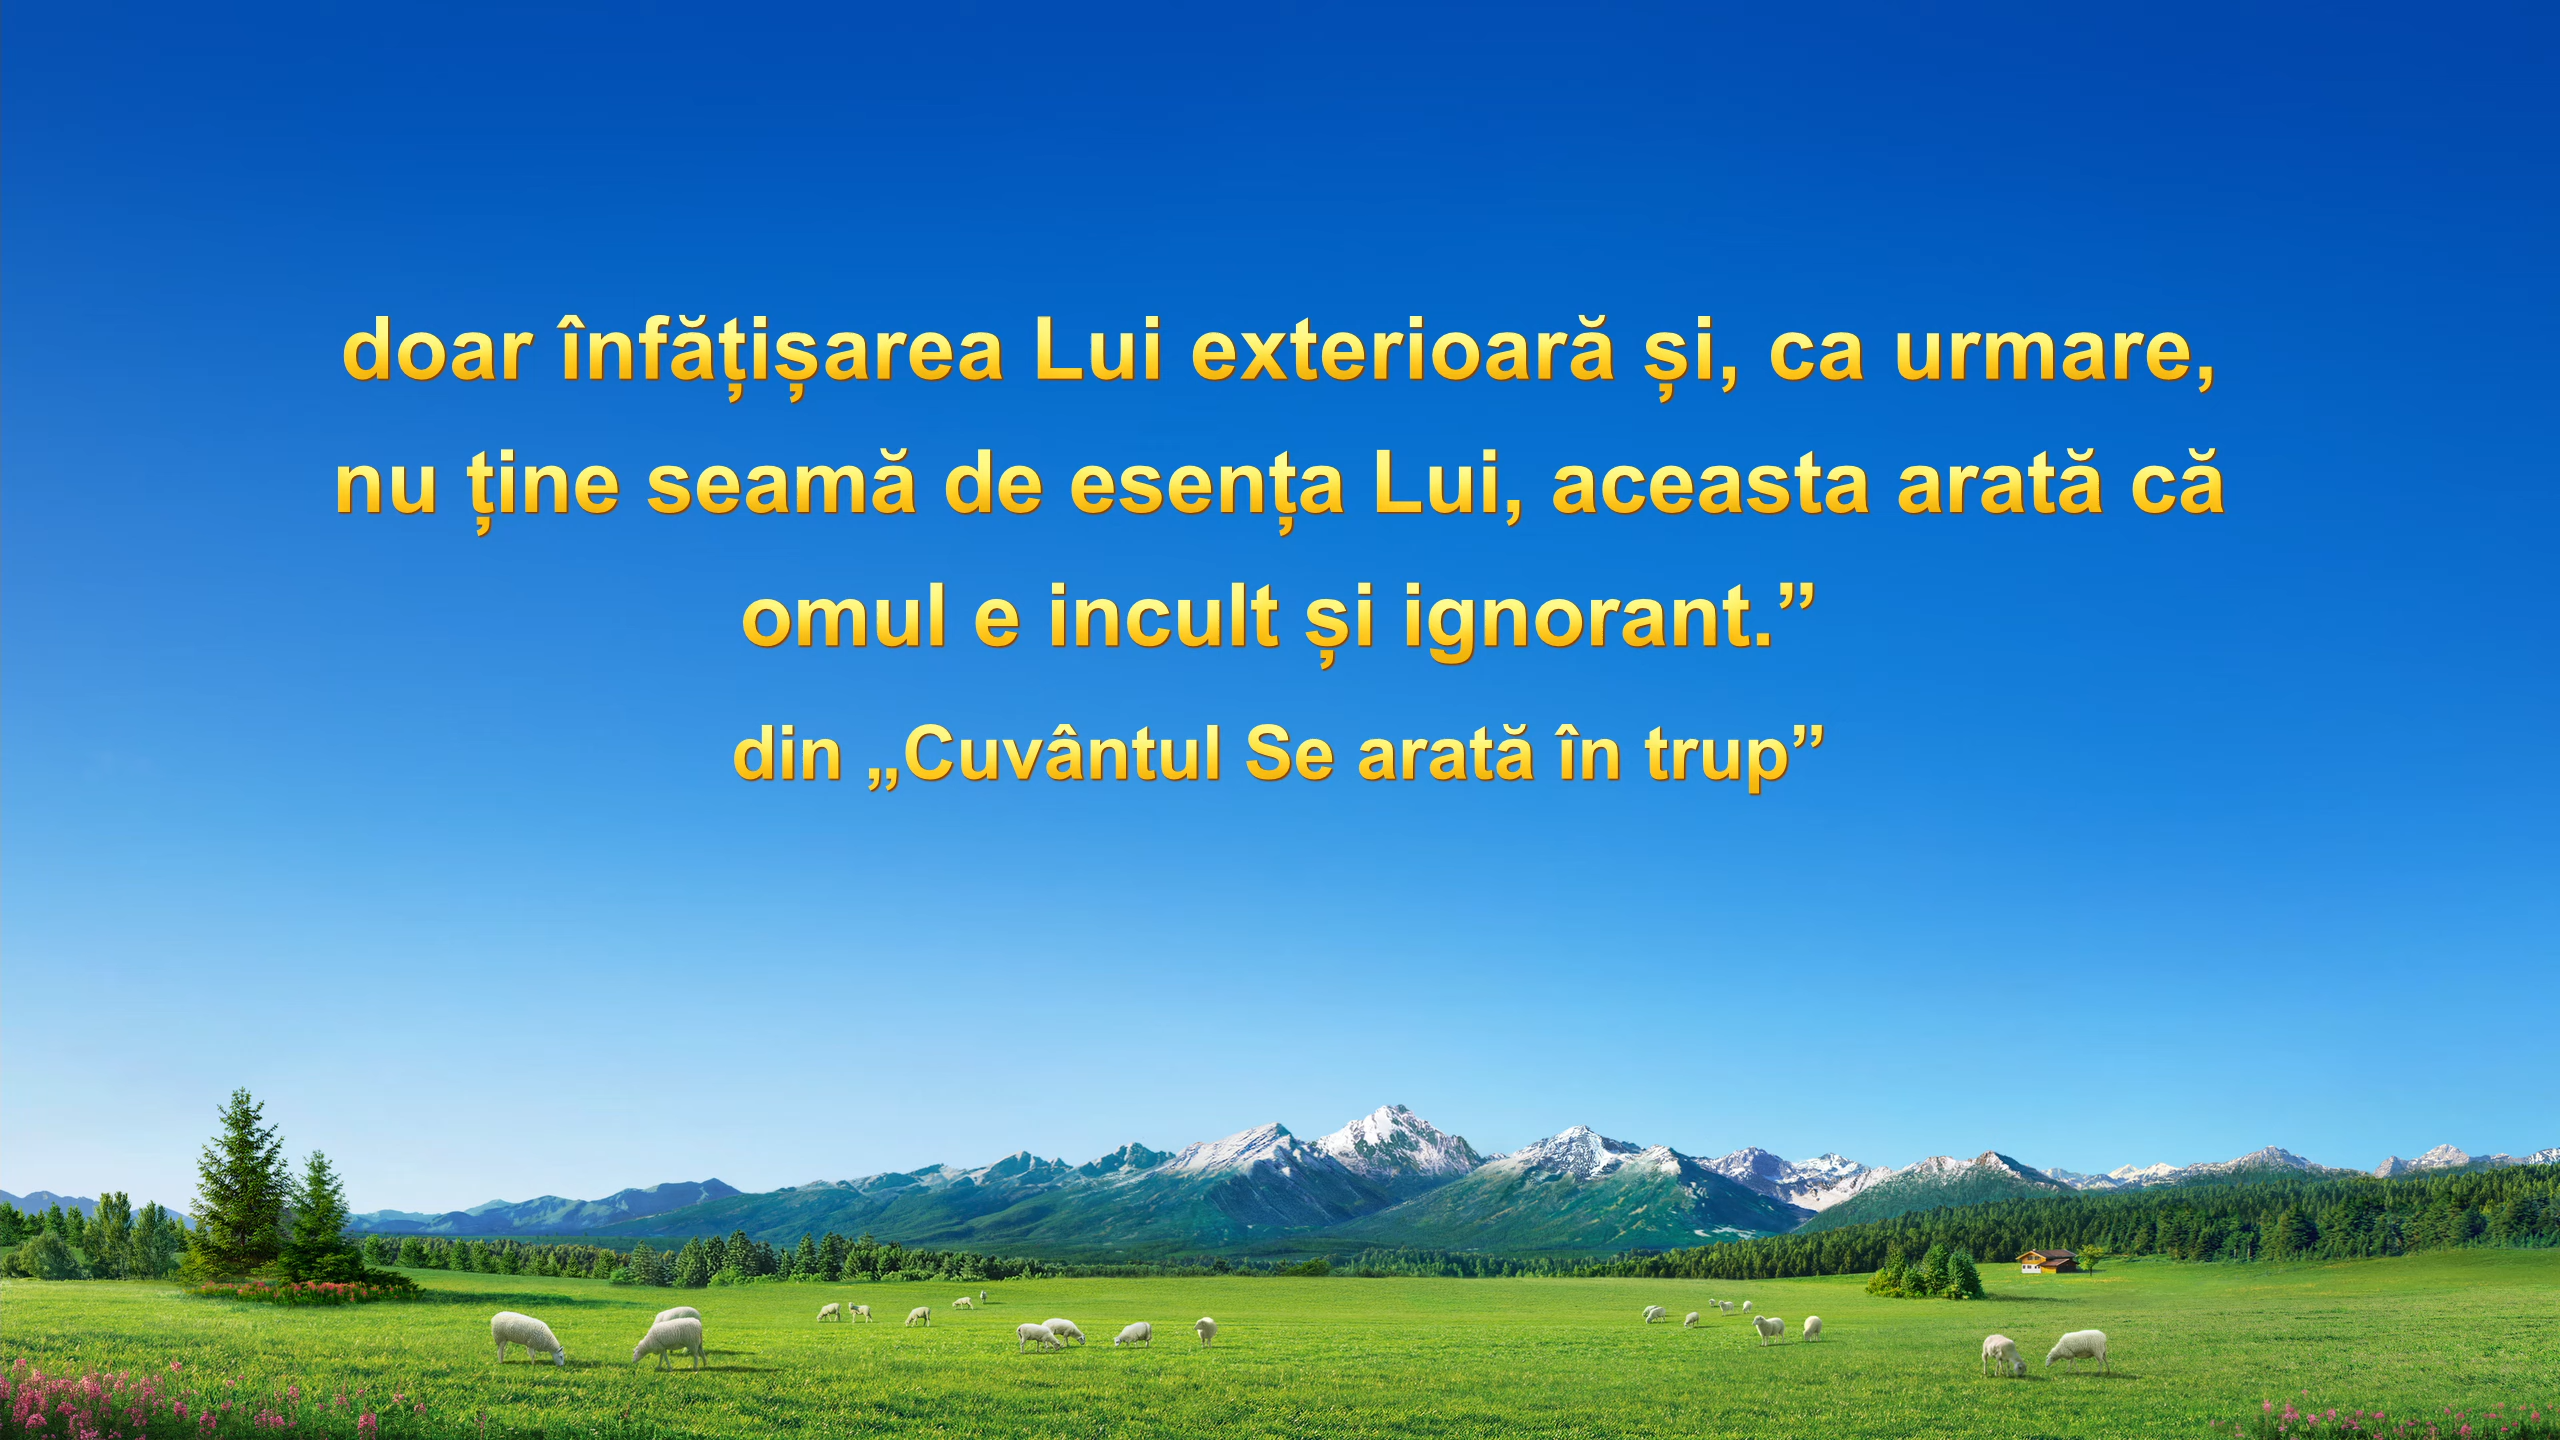 doar înfățișarea Lui exterioară și, ca urmare,
nu ține seamă de esența Lui, aceasta arată că
omul e incult și ignorant.”
din „Cuvântul Se arată în trup”